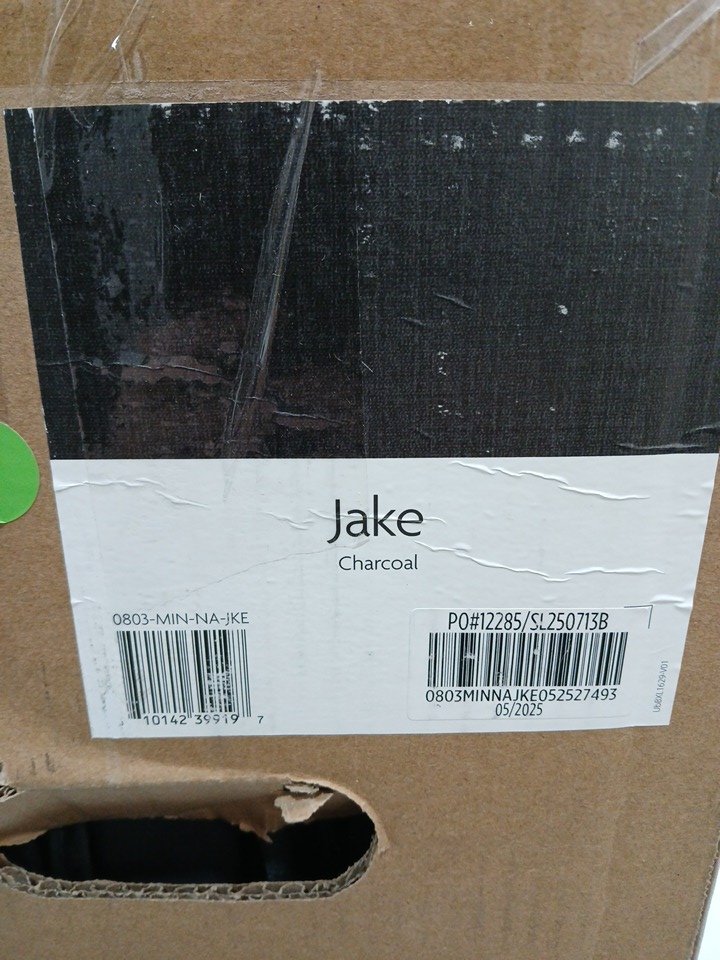 Jake
Charcoal
0803-MIN-NA-JKE
10142 39919 7
PO#12285/SL250713B
0803MINNAJKE052527493
05/2025